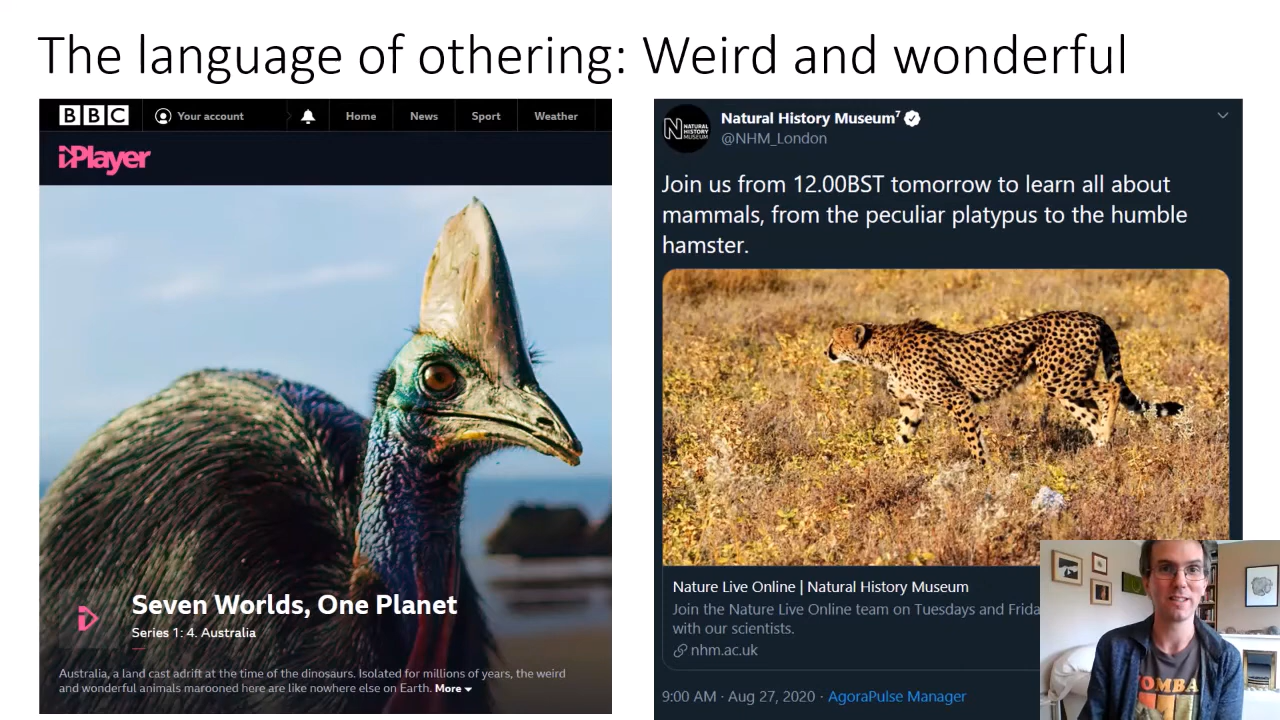 The language of othering: Weird and wonderful
BBC
Your account
Home
News
Sport
Weather
iPlayer
Seven Worlds, One Planet
Series 1: 4. Australia
Australia, a land cast adrift at the time of the dinosaurs. Isolated for millions of years, the weird
and wonderful animals marooned here are like nowhere else on Earth. More
NATURAL
HISTORY
MUSEUM
Natural History Museum⁷
@NHM_London
Join us from 12.00BST tomorrow to learn all about
mammals, from the peculiar platypus to the humble
hamster.
Nature Live Online | Natural History Museum
Join the Nature Live Online team on Tuesdays and
with our scientists.
nhm.ac.uk
9:00 AM · Aug 27, 2020 · AgoraPulse Manager